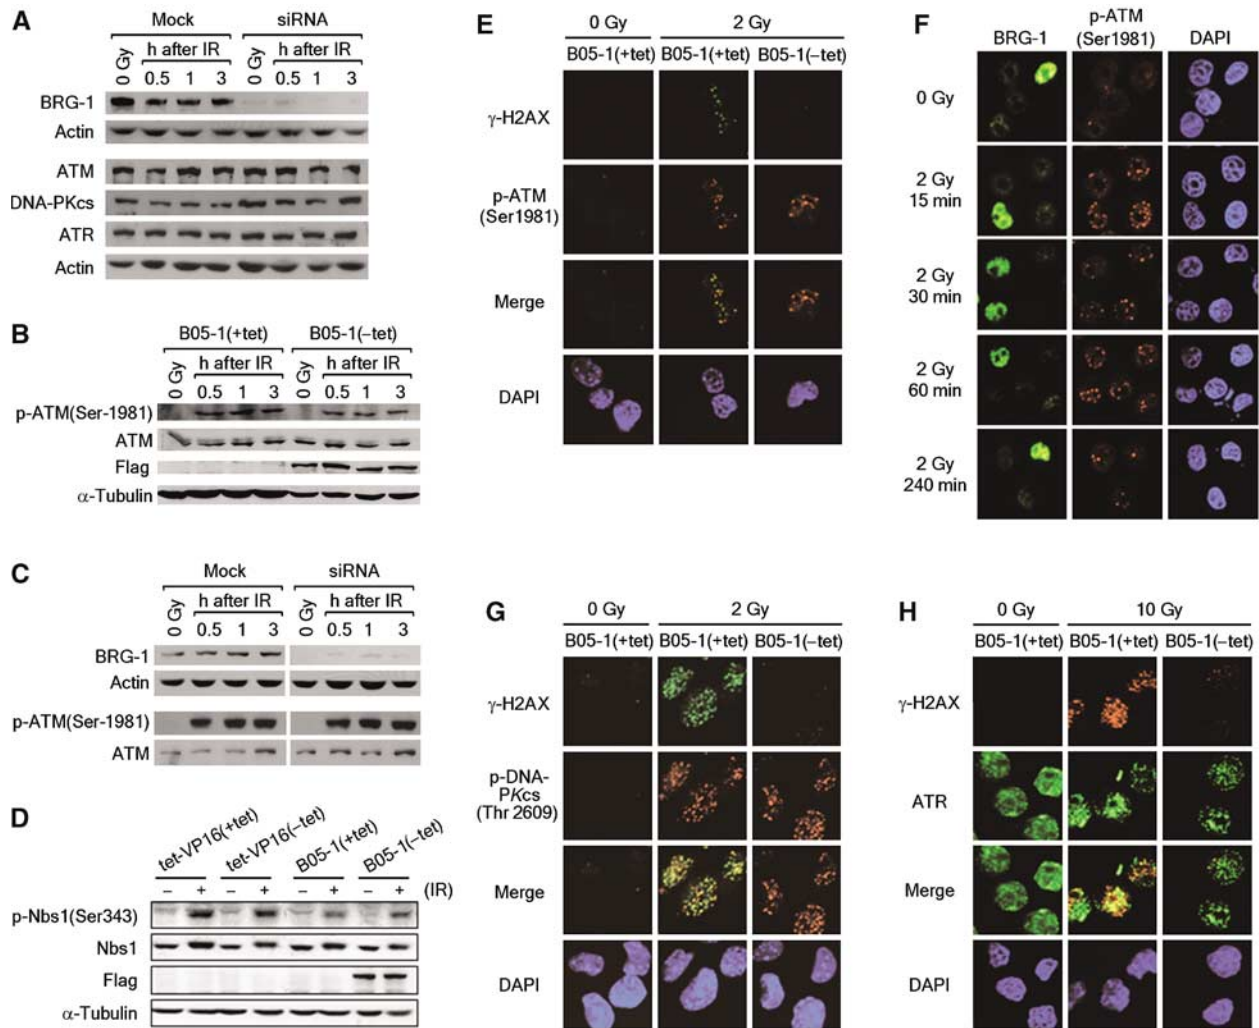 A
Mock siRNA
h after IR h after IR
0 Gy 0.5 1 3 0 Gy 0.5 1 3
BRG-1
Actin
ATM
DNA-PKcs
ATR
Actin
B
B05-1(+tet) B05-1(–tet)
h after IR h after IR
0 Gy 0.5 1 3 0 Gy 0.5 1 3
p-ATM(Ser-1981)
ATM
Flag
α-Tubulin
C
Mock siRNA
h after IR h after IR
0 Gy 0.5 1 3 0 Gy 0.5 1 3
BRG-1
Actin
p-ATM(Ser-1981)
ATM
D
tet-VP16(+tet) tet-VP16(–tet) B05-1(+tet) B05-1(–tet)
– + – + – + – + (IR)
p-Nbs1(Ser343)
Nbs1
Flag
α-Tubulin
E
0 Gy 2 Gy
B05-1(+tet) B05-1(+tet) B05-1(–tet)
γ-H2AX
p-ATM
(Ser1981)
Merge
DAPI
F
p-ATM
BRG-1 (Ser1981) DAPI
0 Gy
2 Gy
15 min
2 Gy
30 min
2 Gy
60 min
2 Gy
240 min
G
0 Gy 2 Gy
B05-1(+tet) B05-1(+tet) B05-1(–tet)
γ-H2AX
p-DNA-
PKcs
(Thr 2609)
Merge
DAPI
H
0 Gy 10 Gy
B05-1(+tet) B05-1(+tet) B05-1(–tet)
γ-H2AX
ATR
Merge
DAPI